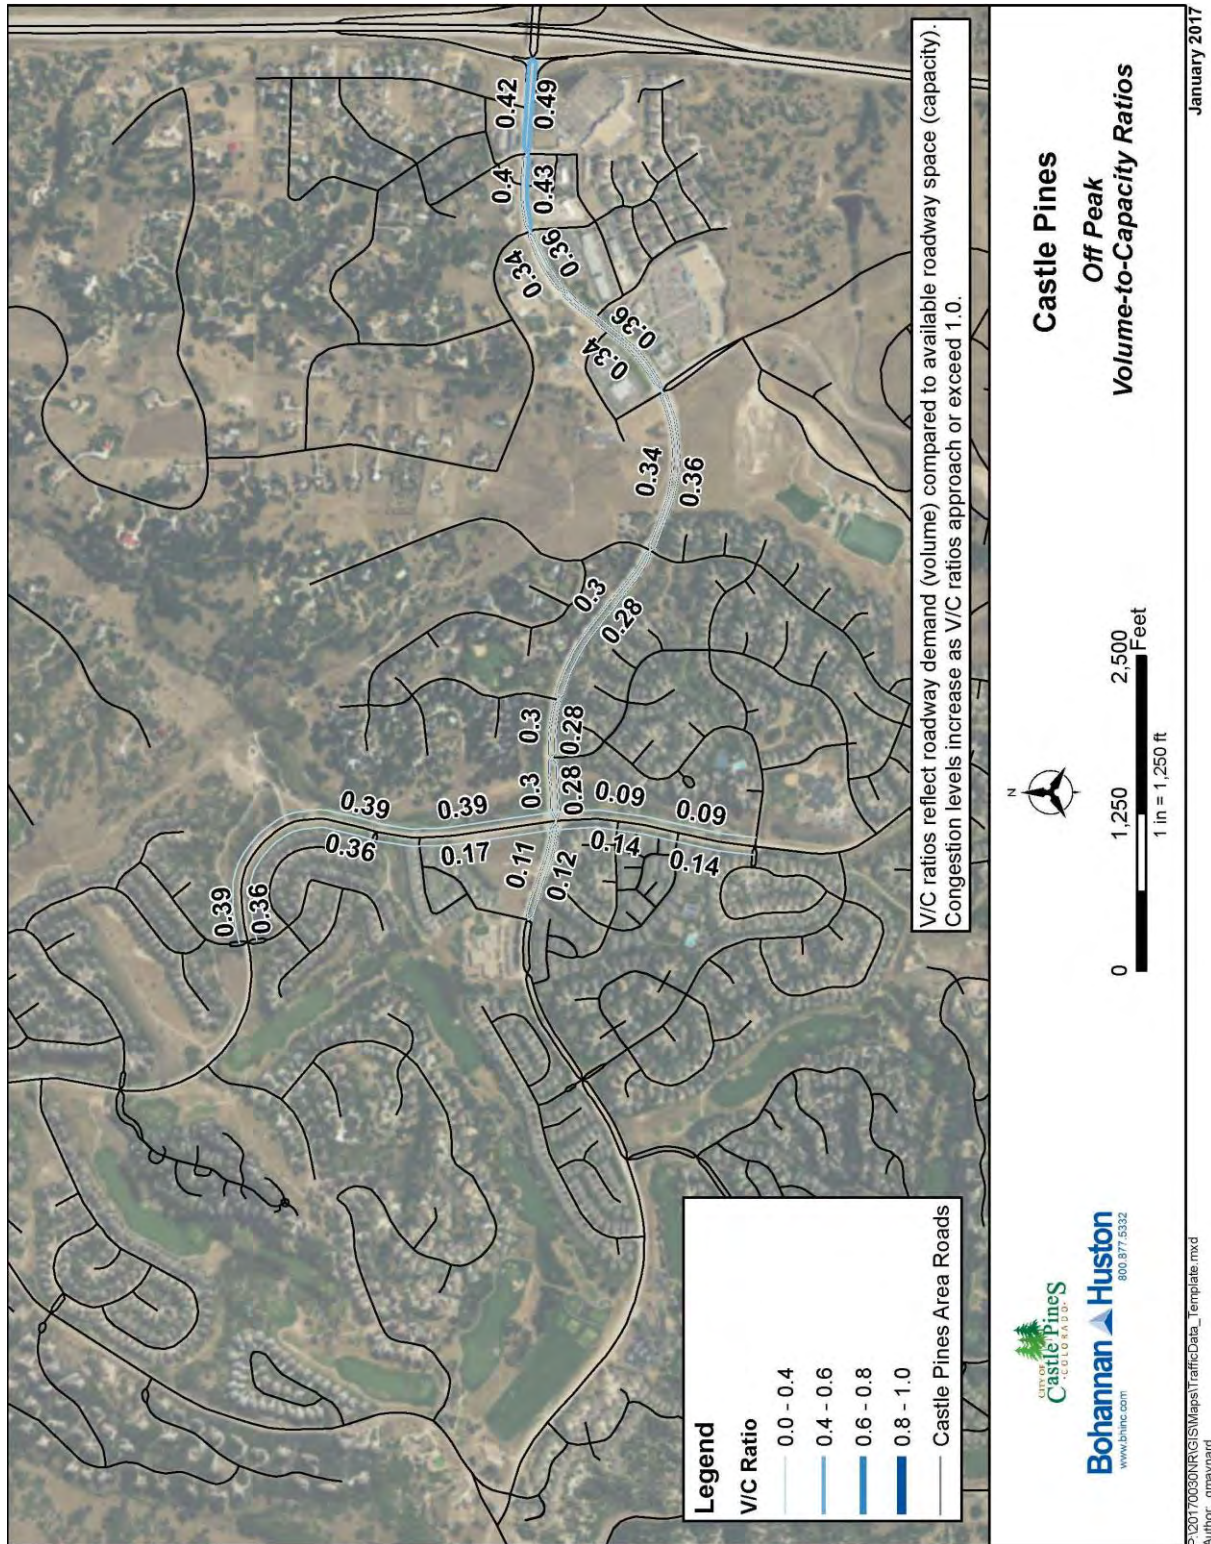 0.39
0.36
0.39
0.36
0.39
0.17
0.11
0.12
0.3
0.28
0.09
0.14
0.09
0.14
0.3
0.28
0.3
0.28
0.34
0.36
0.34
0.36
0.34
0.36
0.4
0.43
0.42
0.49
Legend
V/C Ratio
0.0 - 0.4
0.4 - 0.6
0.6 - 0.8
0.8 - 1.0
Castle Pines Area Roads
V/C ratios reflect roadway demand (volume) compared to available roadway space (capacity).
Congestion levels increase as V/C ratios approach or exceed 1.0.
CITY OF
Castle Pines
·COLORADO·
Bohannan Huston
www.bhinc.com 800.877.5332
N
0 1,250 2,500
Feet
1 in = 1,250 ft
Castle Pines
Off Peak
Volume-to-Capacity Ratios
P:\20170030NR\GIS\Maps\TrafficData_Template.mxd
Author: gmaynard
January 2017